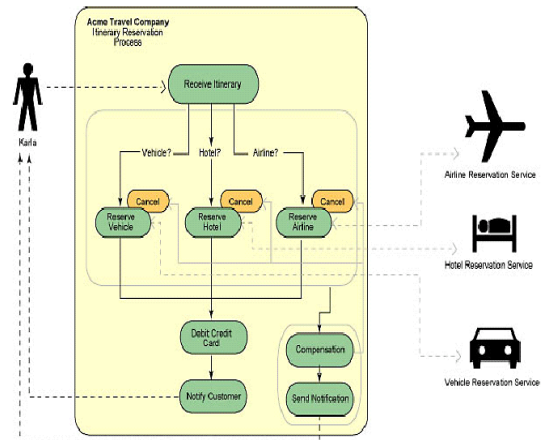 Acme Travel Company
Itinerary Reservation
Process
Receive Itinerary
Karla
Vehicle?
Hotel?
Airline?
Cancel
Cancel
Cancel
Reserve
Vehicle
Reserve
Hotel
Reserve
Airline
Airline Reservation Service
Hotel Reservation Service
Debit Credit
Card
Compensation
Vehicle Reservation Service
Notify Customer
Send Notification